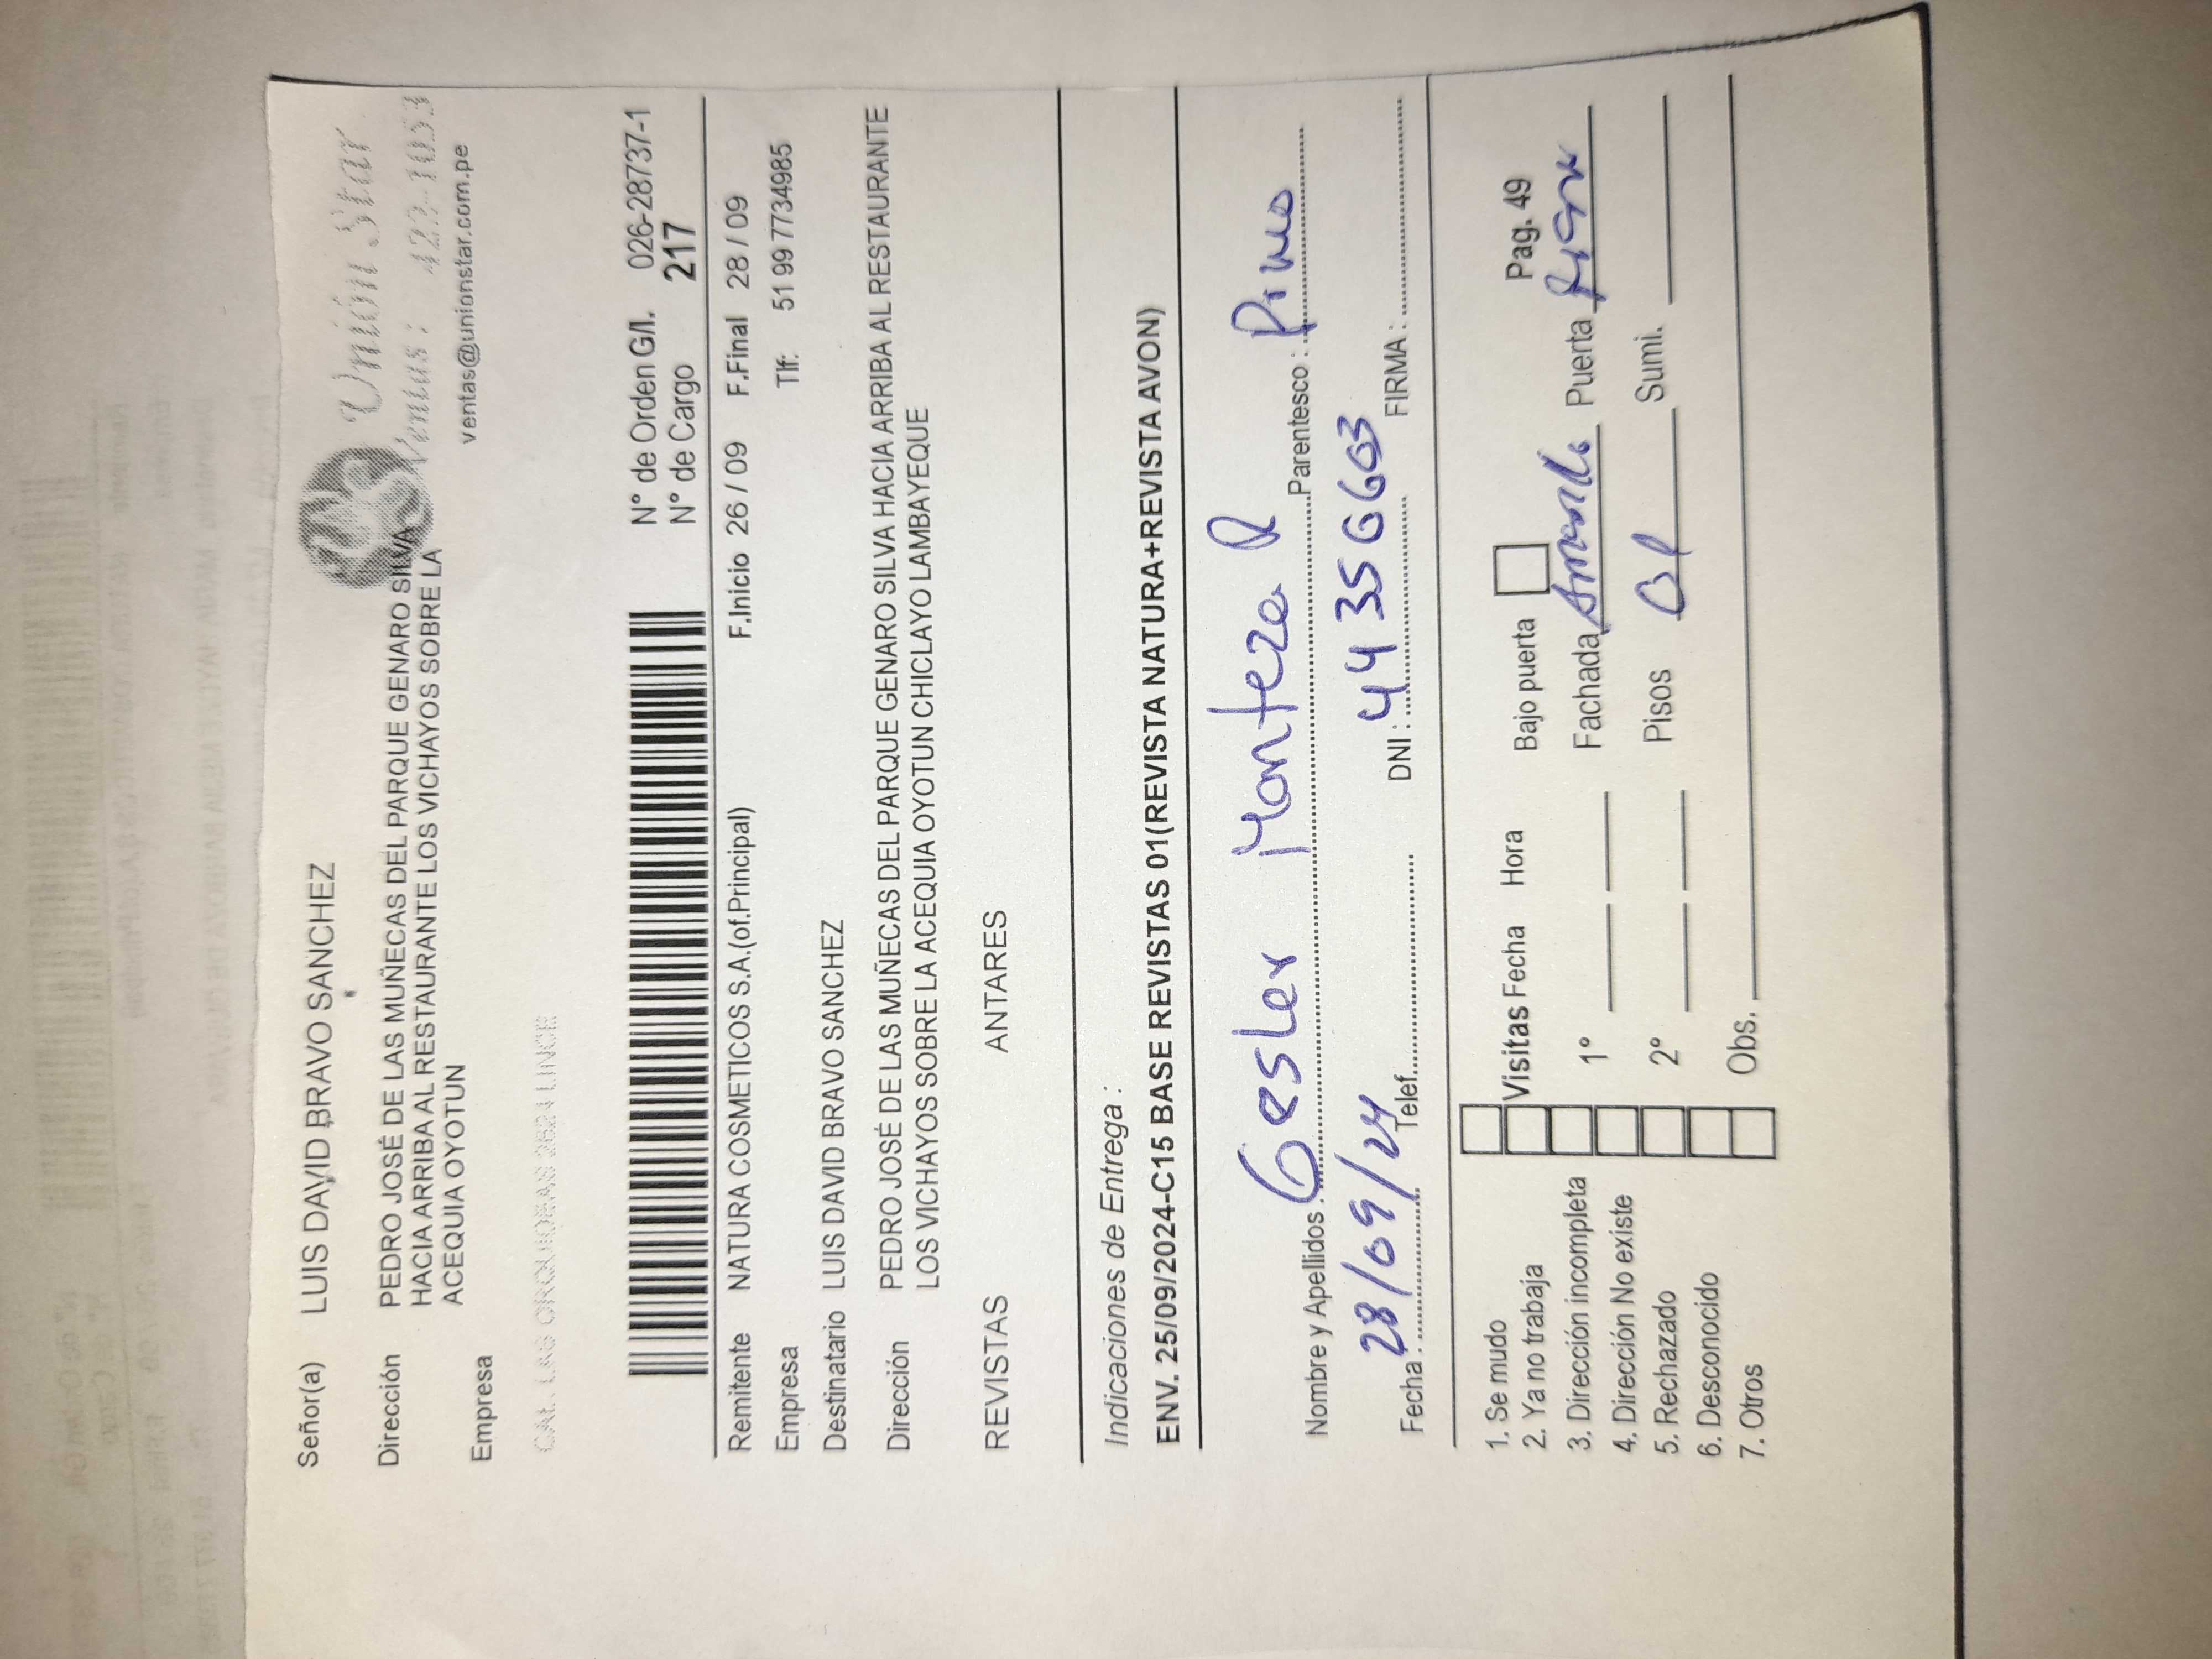 Señor(a) LUIS DAVID BRAVO SANCHEZ
Unión Star
Ventas: 422-1053
ventas@unionstar.com.pe
Dirección PEDRO JOSÉ DE LAS MUÑECAS DEL PARQUE GENARO SILVA
HACIA ARRIBA AL RESTAURANTE LOS VICHAYOS SOBRE LA
ACEQUIA OYOTUN
Empresa
CAL. LAS ORQUIDEAS 2624 LINCE
N° de Orden G/I. 026-28737-1
N° de Cargo 217
Remitente NATURA COSMETICOS S.A.(of.Principal) F.Inicio 26 / 09 F.Final 28 / 09
Empresa Tlf: 51 99 7734985
Destinatario LUIS DAVID BRAVO SANCHEZ
Dirección PEDRO JOSÉ DE LAS MUÑECAS DEL PARQUE GENARO SILVA HACIA ARRIBA AL RESTAURANTE
LOS VICHAYOS SOBRE LA ACEQUIA OYOTUN CHICLAYO LAMBAYEQUE
REVISTAS ANTARES
Indicaciones de Entrega :
ENV. 25/09/2024-C15 BASE REVISTAS 01(REVISTA NATURA+REVISTA AVON)
Nombre y Apellidos : Gesler Monteza R Parentesco : Primo
Fecha : 28/09/24 Telef. DNI : 44356603 FIRMA :
1. Se mudo
2. Ya no trabaja Visitas Fecha Hora Bajo puerta Pag. 49
3. Dirección incompleta 1° Fachada Puerta
4. Dirección No existe
5. Rechazado 2° Pisos Sumi.
6. Desconocido
7. Otros Obs.